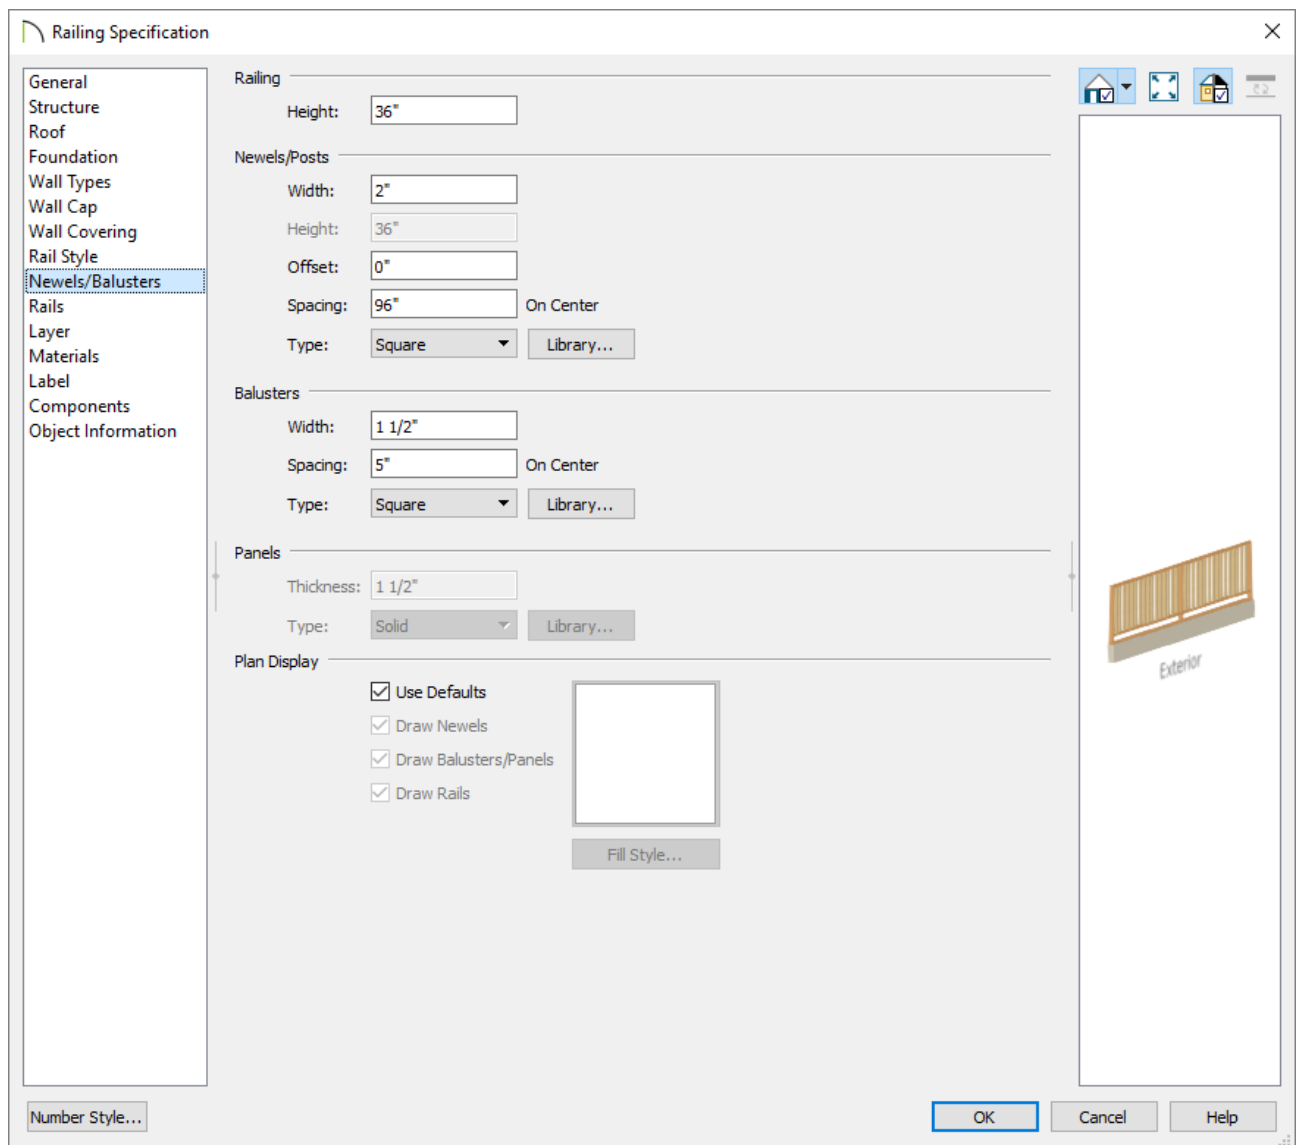 Railing Specification
General
Structure
Roof
Foundation
Wall Types
Wall Cap
Wall Covering
Rail Style
Newels/Balusters
Rails
Layer
Materials
Label
Components
Object Information
Railing
Height: 36"
Newels/Posts
Width: 2"
Height: 36"
Offset: 0"
Spacing: 96" On Center
Type: Square Library...
Balusters
Width: 1 1/2"
Spacing: 5" On Center
Type: Square Library...
Panels
Thickness: 1 1/2"
Type: Solid Library...
Plan Display
Use Defaults
Draw Newels
Draw Balusters/Panels
Draw Rails
Fill Style...
Exterior
Number Style...
OK Cancel Help